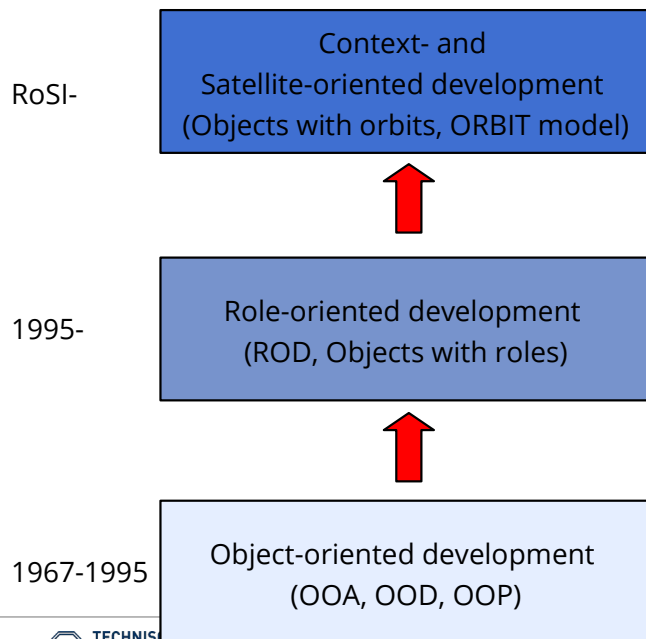 RoSI-
Context- and
Satellite-oriented development
(Objects with orbits, ORBIT model)
1995-
Role-oriented development
(ROD, Objects with roles)
1967-1995
Object-oriented development
(OOA, OOD, OOP)